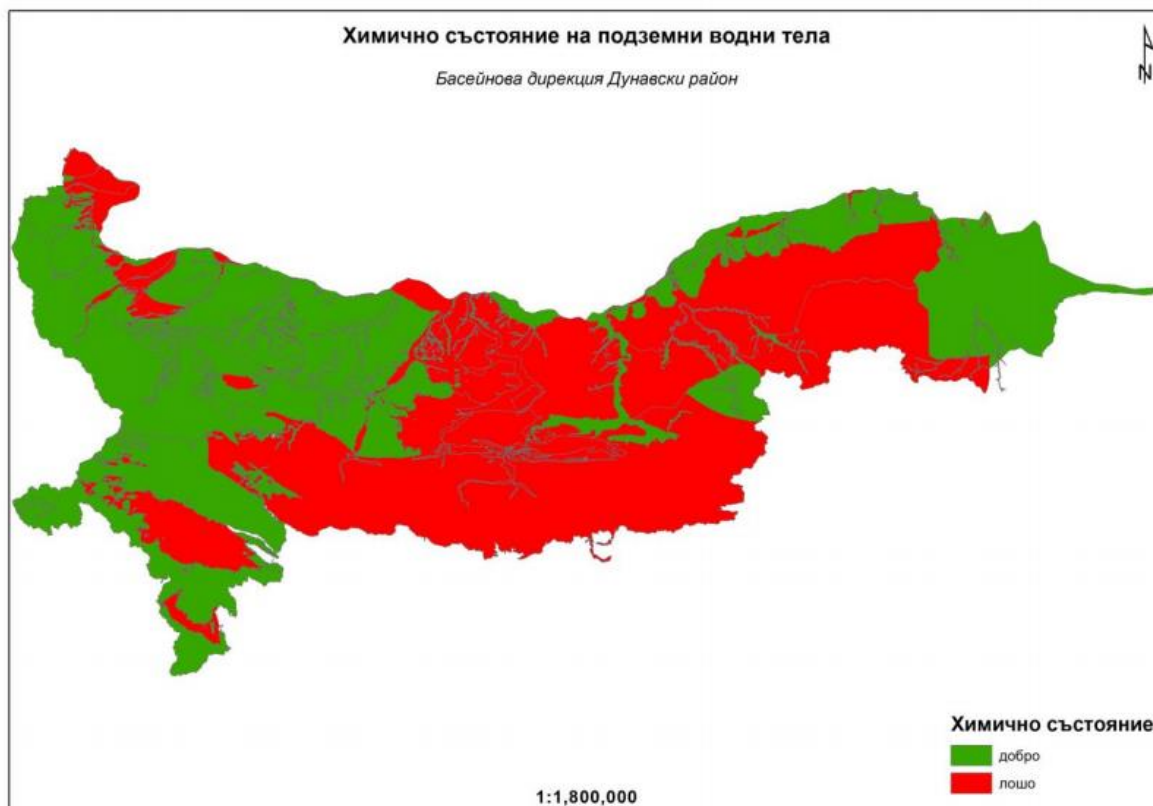 Химично състояние на подземни водни тела
Басейнова дирекция Дунавски район
N
Химично състояние
добро
лошо
1:1,800,000